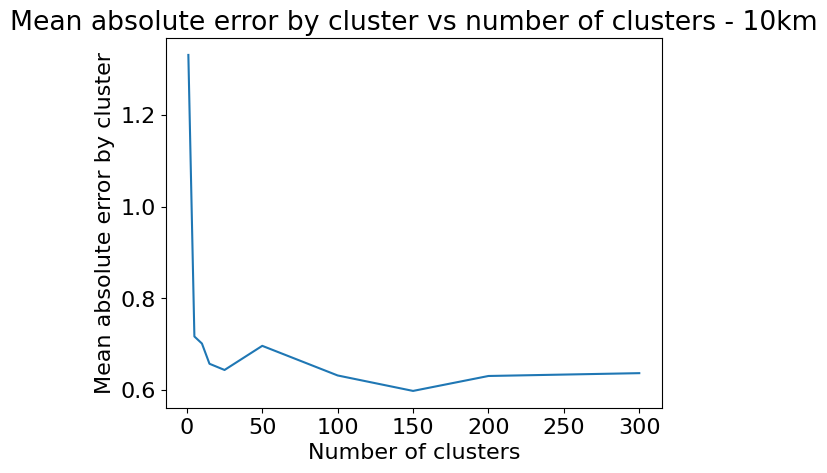 Mean absolute error by cluster vs number of clusters - 10km
Mean absolute error by cluster
1.2
1.0
0.8
0.6
0 50 100 150 200 250 300
Number of clusters